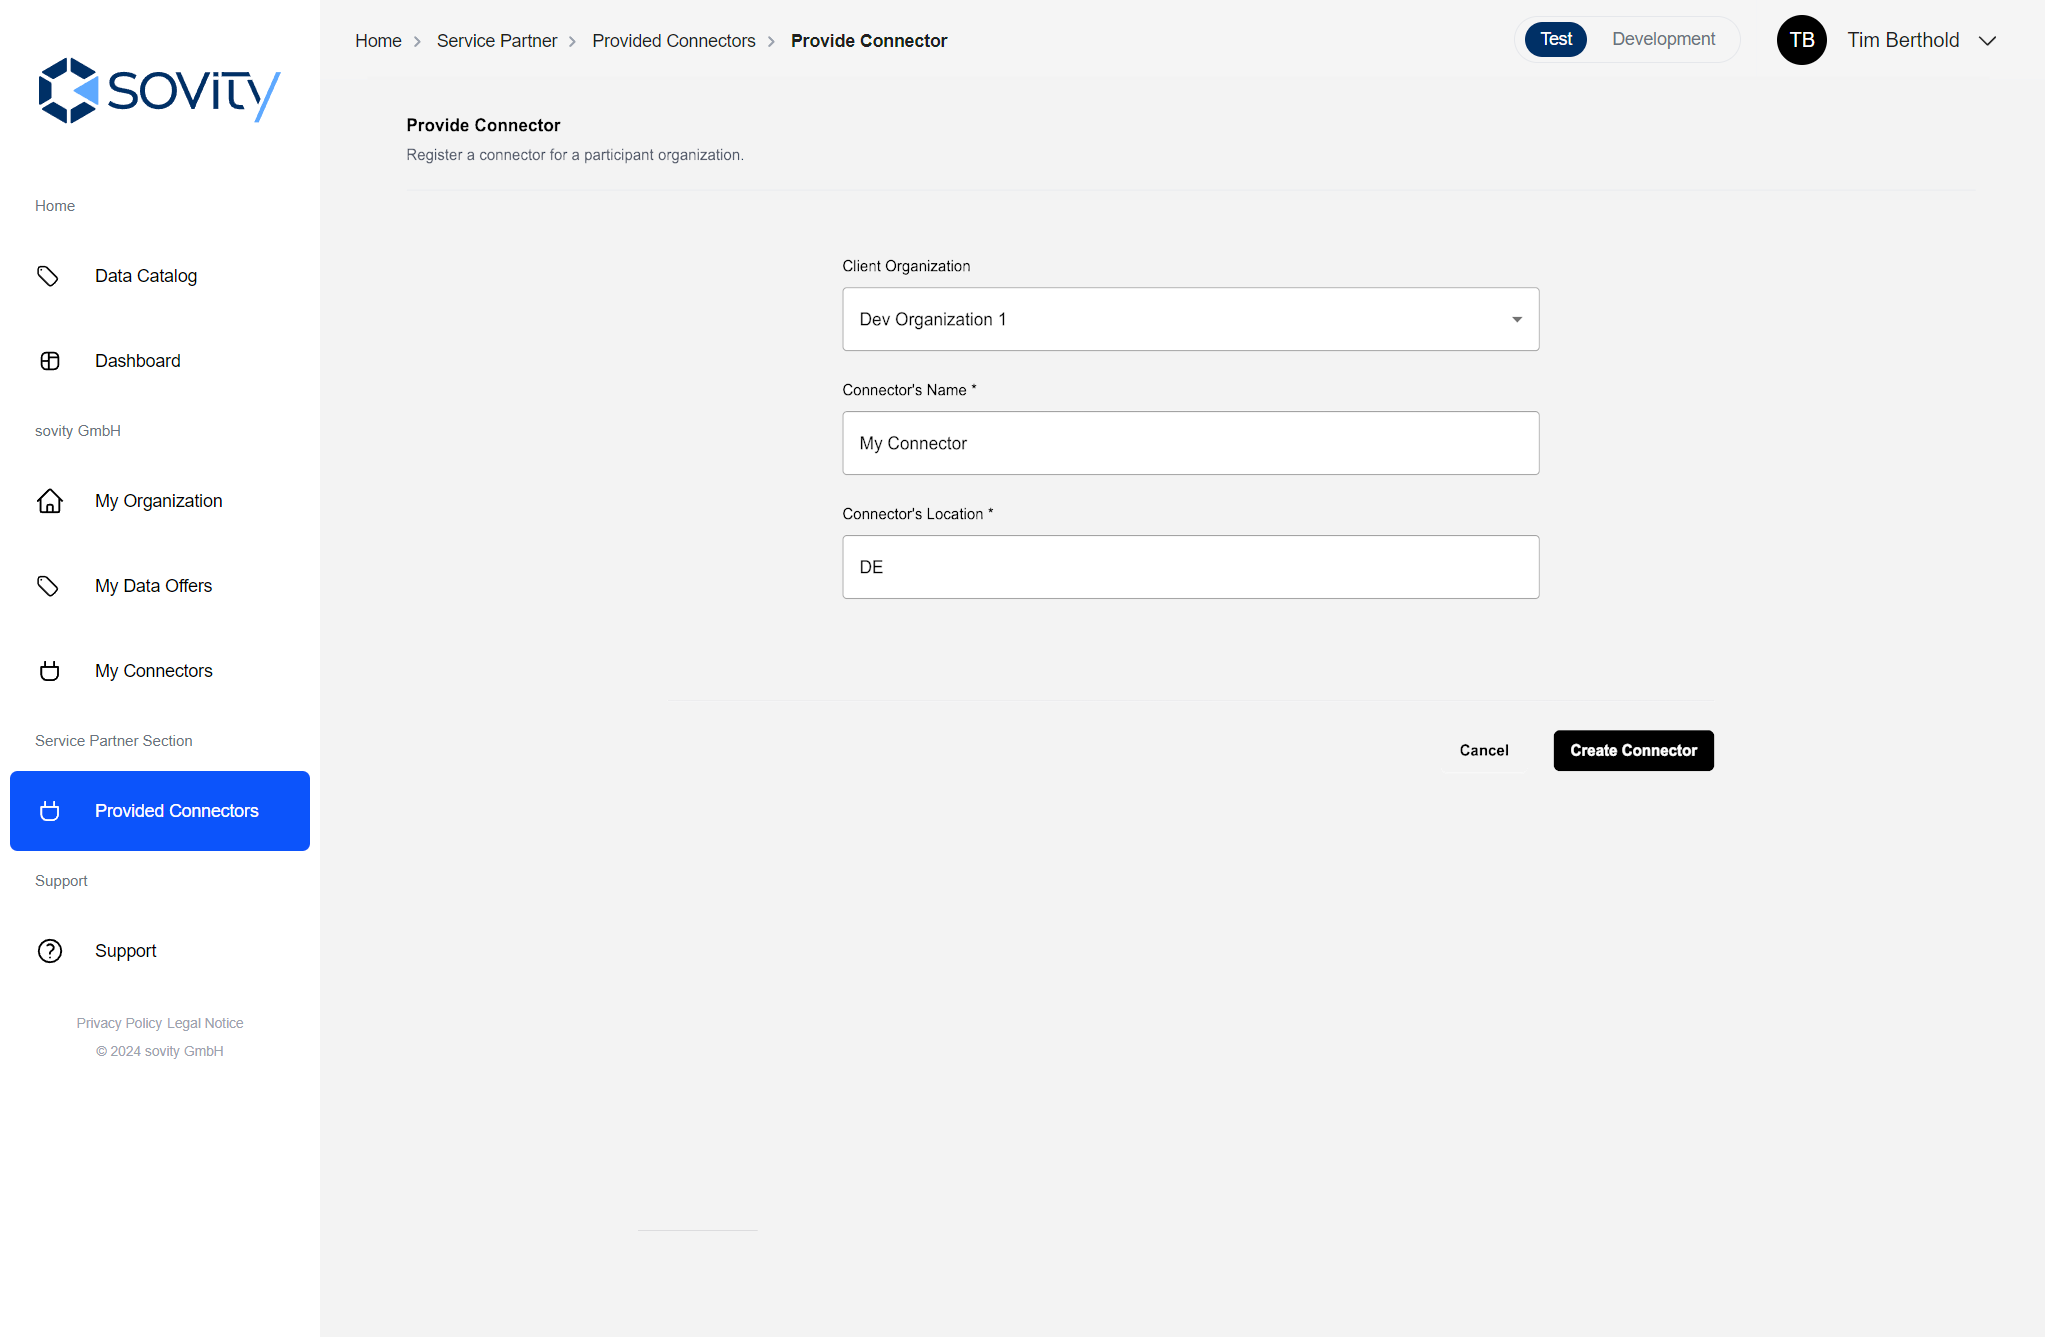 Home > Service Partner > Provided Connectors > Provide Connector
Test Development
TB Tim Berthold
sovity
Home
Data Catalog
Dashboard
sovity GmbH
My Organization
My Data Offers
My Connectors
Service Partner Section
Provided Connectors
Support
Support
Privacy Policy Legal Notice
© 2024 sovity GmbH
Provide Connector
Register a connector for a participant organization.
Client Organization
Dev Organization 1
Connector's Name *
My Connector
Connector's Location *
DE
Cancel
Create Connector